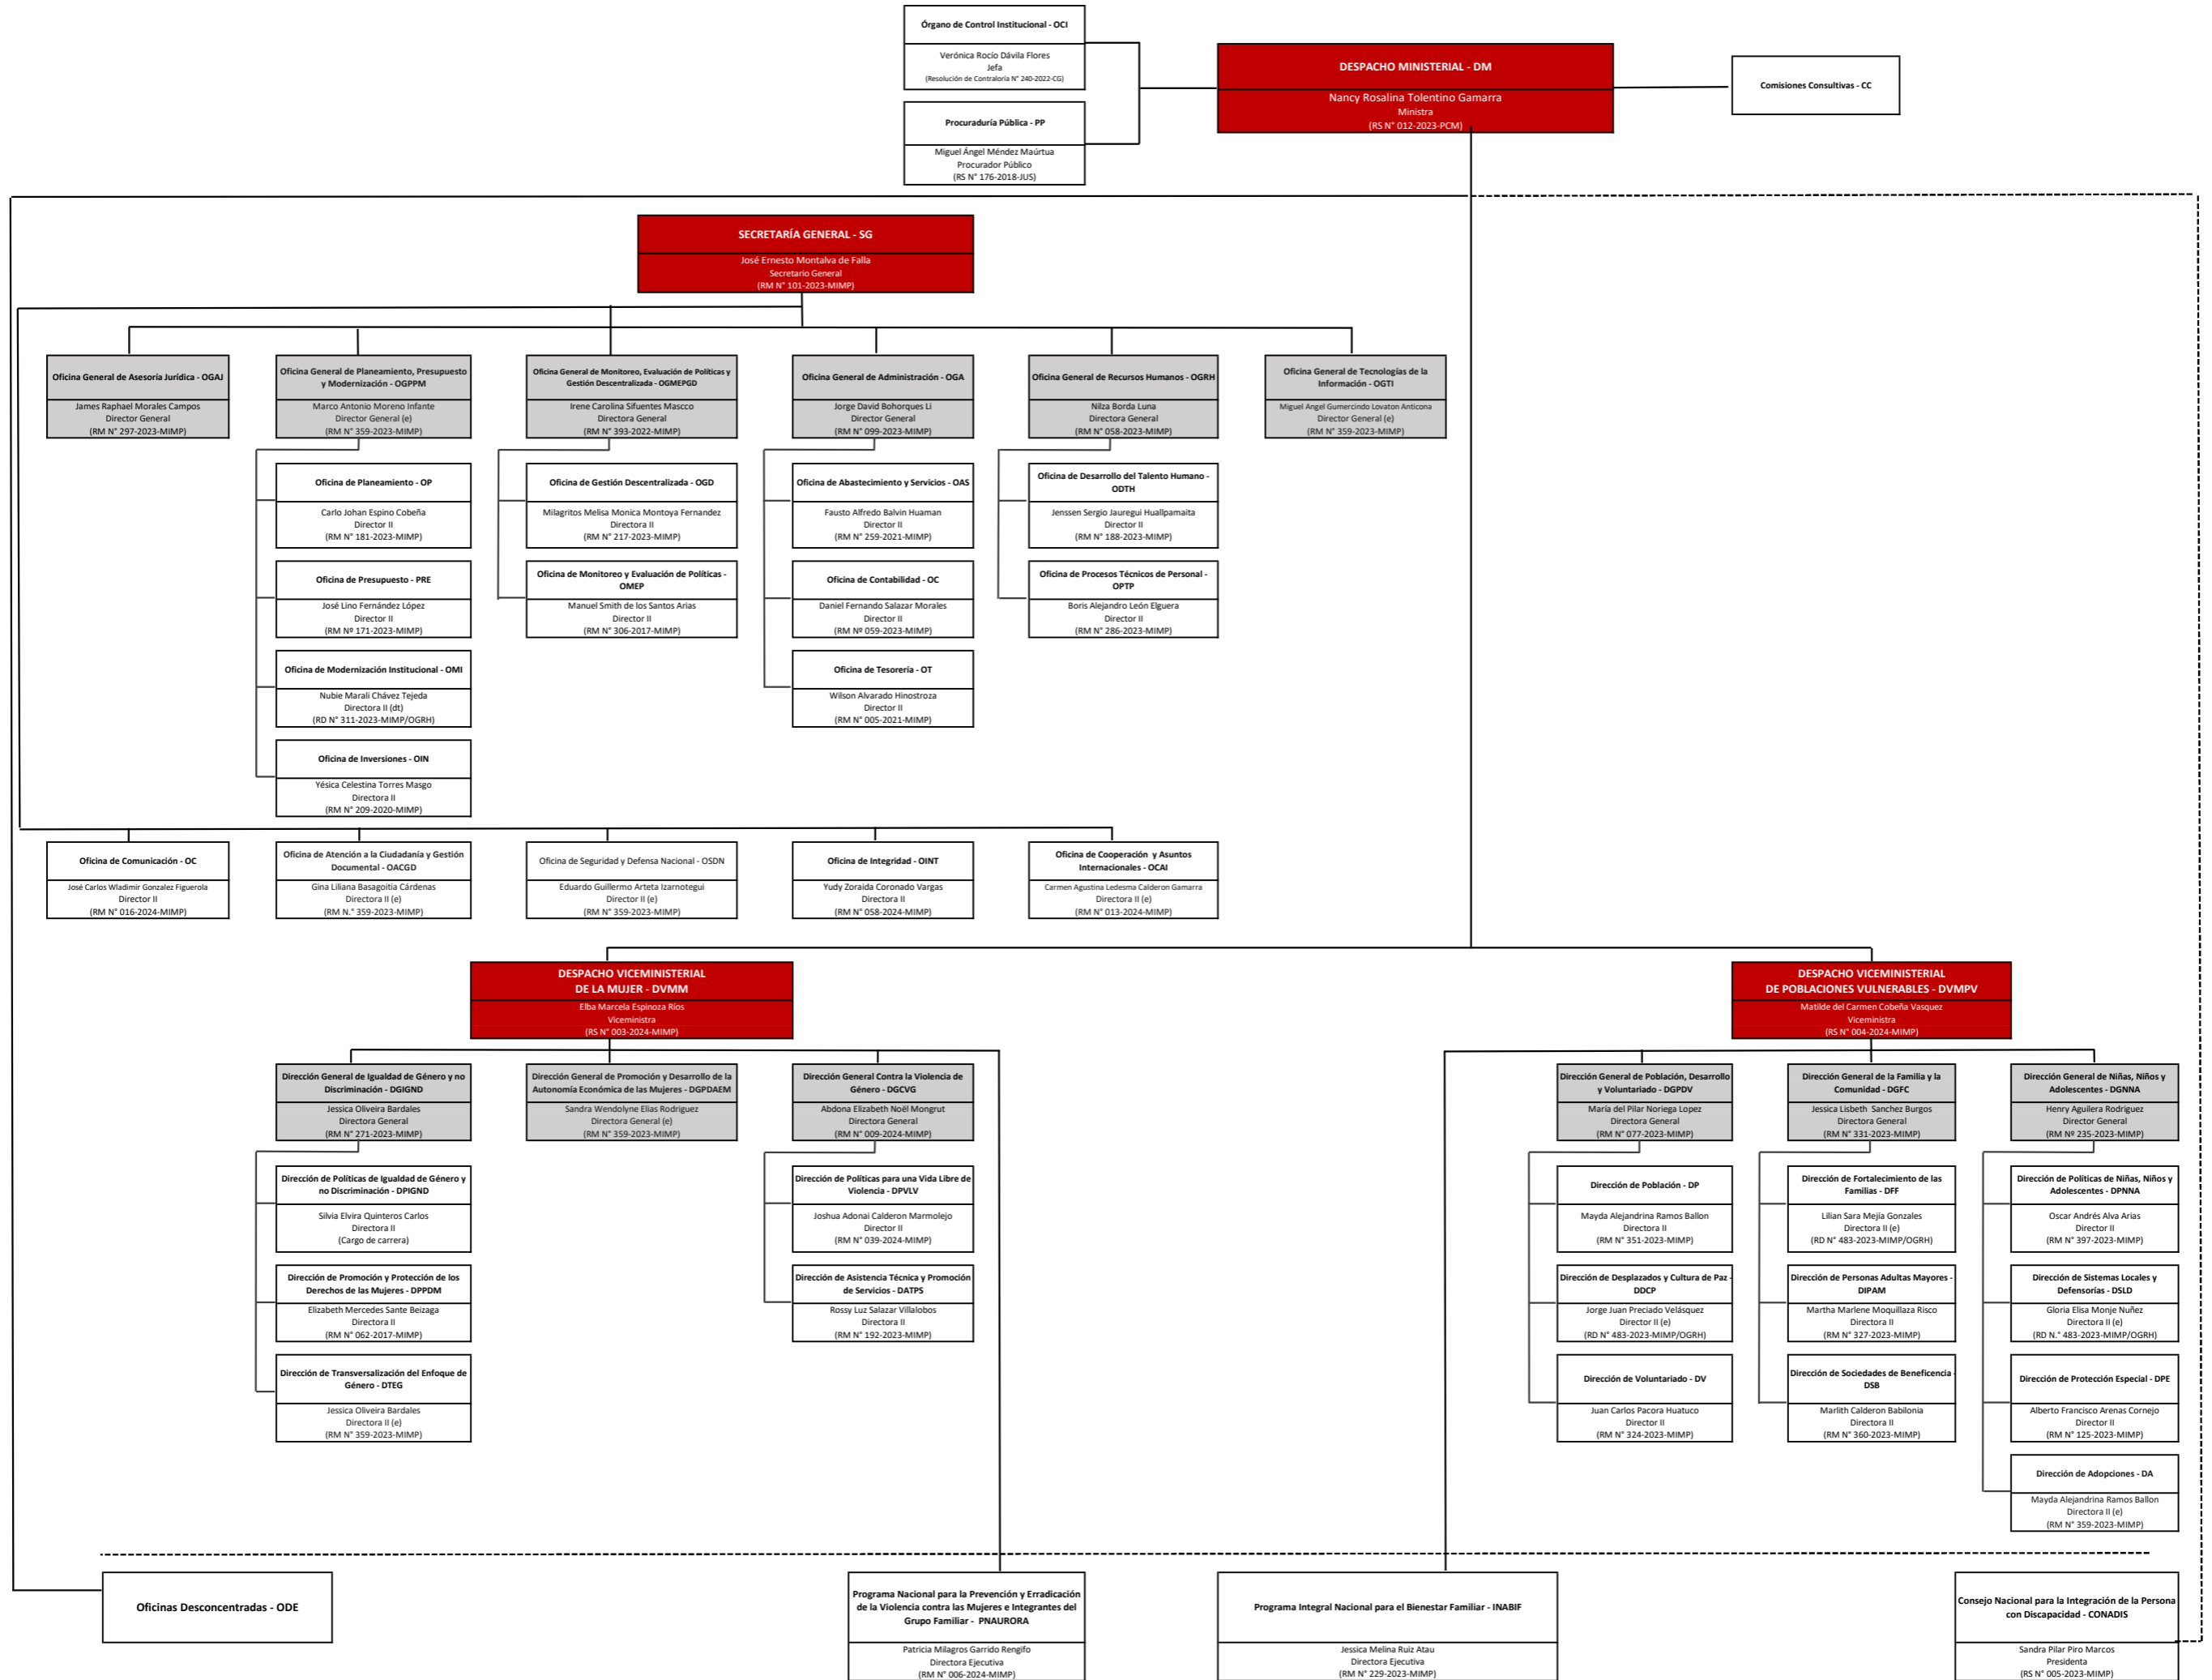 Órgano de Control Institucional - OCI
Verónica Rocío Dávila Flores
Jefa
(Resolución de Contraloría N° 240-2022-CG)
DESPACHO MINISTERIAL - DM
Nancy Rosalina Tolentino Gamarra
Ministra
(RS N° 012-2023-PCM)
Comisiones Consultivas - CC
Procuraduría Pública - PP
Miguel Ángel Méndez Maúrtua
Procurador Público
(RS N° 176-2018-JUS)
SECRETARÍA GENERAL - SG
José Ernesto Montalva de Falla
Secretario General
(RM N° 101-2023-MIMP)
Oficina General de Asesoría Jurídica - OGAJ
James Raphael Morales Campos
Director General
(RM N° 297-2023-MIMP)
Oficina General de Planeamiento, Presupuesto
y Modernización - OGPPM
Marco Antonio Moreno Infante
Director General (e)
(RM N° 359-2023-MIMP)
Oficina General de Monitoreo, Evaluación de Políticas y
Gestión Descentralizada - OGMEPGD
Irene Carolina Sifuentes Mascco
Directora General
(RM N° 393-2022-MIMP)
Oficina General de Administración - OGA
Jorge David Bohorques Li
Director General
(RM N° 099-2023-MIMP)
Oficina General de Recursos Humanos - OGRH
Nilza Borda Luna
Directora General
(RM N° 058-2023-MIMP)
Oficina General de Tecnologías de la
Información - OGTI
Miguel Angel Gumercindo Lovaton Anticona
Director General (e)
(RM N° 359-2023-MIMP)
Oficina de Planeamiento - OP
Carlo Johan Espino Cobeña
Director II
(RM N° 181-2023-MIMP)
Oficina de Presupuesto - PRE
José Lino Fernández López
Director II
(RM Nº 171-2023-MIMP)
Oficina de Modernización Institucional - OMI
Nubie Marali Chávez Tejeda
Directora II (dt)
(RD N° 311-2023-MIMP/OGRH)
Oficina de Inversiones - OIN
Yésica Celestina Torres Masgo
Directora II
(RM N° 209-2020-MIMP)
Oficina de Gestión Descentralizada - OGD
Milagritos Melisa Monica Montoya Fernandez
Directora II
(RM N° 217-2023-MIMP)
Oficina de Monitoreo y Evaluación de Políticas -
OMEP
Manuel Smith de los Santos Arias
Director II
(RM N° 306-2017-MIMP)
Oficina de Abastecimiento y Servicios - OAS
Fausto Alfredo Balvin Huaman
Director II
(RM N° 259-2021-MIMP)
Oficina de Contabilidad - OC
Daniel Fernando Salazar Morales
Director II
(RM Nº 059-2023-MIMP)
Oficina de Tesorería - OT
Wilson Alvarado Hinostroza
Director II
(RM N° 005-2021-MIMP)
Oficina de Desarrollo del Talento Humano -
ODTH
Jenssen Sergio Jauregui Huallpamaita
Director II
(RM N° 188-2023-MIMP)
Oficina de Procesos Técnicos de Personal -
OPTP
Boris Alejandro León Elguera
Director II
(RM N° 286-2023-MIMP)
Oficina de Comunicación - OC
José Carlos Wladimir Gonzalez Figuerola
Director II
(RM N° 016-2024-MIMP)
Oficina de Atención a la Ciudadanía y Gestión
Documental - OACGD
Gina Liliana Basagoitia Cárdenas
Directora II (e)
(RM N.° 359-2023-MIMP)
Oficina de Seguridad y Defensa Nacional - OSDN
Eduardo Guillermo Arteta Izarnotegui
Director II (e)
(RM N° 359-2023-MIMP)
Oficina de Integridad - OINT
Yudy Zoraida Coronado Vargas
Directora II
(RM N° 058-2024-MIMP)
Oficina de Cooperación y Asuntos
Internacionales - OCAI
Carmen Agustina Ledesma Calderon Gamarra
Directora II (e)
(RM N° 013-2024-MIMP)
DESPACHO VICEMINISTERIAL
DE LA MUJER - DVMM
Elba Marcela Espinoza Ríos
Viceministra
(RS N° 003-2024-MIMP)
DESPACHO VICEMINISTERIAL
DE POBLACIONES VULNERABLES - DVMPV
Matilde del Carmen Cobeña Vasquez
Viceministra
(RS N° 004-2024-MIMP)
Dirección General de Igualdad de Género y no
Discriminación - DGIGND
Jessica Oliveira Bardales
Directora General
(RM N° 271-2023-MIMP)
Dirección General de Promoción y Desarrollo de la
Autonomía Económica de las Mujeres - DGPDAEM
Sandra Wendolyne Elias Rodriguez
Directora General (e)
(RM N° 359-2023-MIMP)
Dirección General Contra la Violencia de
Género - DGCVG
Abdona Elizabeth Noël Mongrut
Directora General
(RM N° 009-2024-MIMP)
Dirección General de Población, Desarrollo
y Voluntariado - DGPDV
María del Pilar Noriega Lopez
Directora General
(RM N° 077-2023-MIMP)
Dirección General de la Familia y la
Comunidad - DGFC
Jessica Lisbeth Sanchez Burgos
Directora General
(RM N° 331-2023-MIMP)
Dirección General de Niñas, Niños y
Adolescentes - DGNNA
Henry Aguilera Rodriguez
Director General
(RM Nº 235-2023-MIMP)
Dirección de Políticas de Igualdad de Género y
no Discriminación - DPIGND
Silvia Elvira Quinteros Carlos
Directora II
(Cargo de carrera)
Dirección de Promoción y Protección de los
Derechos de las Mujeres - DPPDM
Elizabeth Mercedes Sante Beizaga
Directora II
(RM N° 062-2017-MIMP)
Dirección de Transversalización del Enfoque de
Género - DTEG
Jessica Oliveira Bardales
Directora II (e)
(RM N° 359-2023-MIMP)
Dirección de Políticas para una Vida Libre de
Violencia - DPVLV
Joshua Adonai Calderon Marmolejo
Director II
(RM N° 039-2024-MIMP)
Dirección de Asistencia Técnica y Promoción
de Servicios - DATPS
Rossy Luz Salazar Villalobos
Directora II
(RM N° 192-2023-MIMP)
Dirección de Población - DP
Mayda Alejandrina Ramos Ballon
Directora II
(RM N° 351-2023-MIMP)
Dirección de Desplazados y Cultura de Paz -
DDCP
Jorge Juan Preciado Velásquez
Director II (e)
(RD N° 483-2023-MIMP/OGRH)
Dirección de Voluntariado - DV
Juan Carlos Pacora Huatuco
Director II
(RM N° 324-2023-MIMP)
Dirección de Fortalecimiento de las
Familias - DFF
Lilian Sara Mejía Gonzales
Directora II (e)
(RD N° 483-2023-MIMP/OGRH)
Dirección de Personas Adultas Mayores -
DIPAM
Martha Marlene Moquillaza Risco
Directora II
(RM N° 327-2023-MIMP)
Dirección de Sociedades de Beneficencia -
DSB
Marlith Calderon Babilonia
Directora II
(RM N° 360-2023-MIMP)
Dirección de Políticas de Niñas, Niños y
Adolescentes - DPNNA
Oscar Andrés Alva Arias
Director II
(RM N° 397-2023-MIMP)
Dirección de Sistemas Locales y
Defensorías - DSLD
Gloria Elisa Monje Nuñez
Directora II (e)
(RD N.° 483-2023-MIMP/OGRH)
Dirección de Protección Especial - DPE
Alberto Francisco Arenas Cornejo
Director II
(RM N° 125-2023-MIMP)
Dirección de Adopciones - DA
Mayda Alejandrina Ramos Ballon
Directora II (e)
(RM N° 359-2023-MIMP)
Oficinas Desconcentradas - ODE
Programa Nacional para la Prevención y Erradicación
de la Violencia contra las Mujeres e Integrantes del
Grupo Familiar - PNAURORA
Patricia Milagros Garrido Rengifo
Directora Ejecutiva
(RM N° 006-2024-MIMP)
Programa Integral Nacional para el Bienestar Familiar - INABIF
Jessica Melina Ruiz Atau
Directora Ejecutiva
(RM N° 229-2023-MIMP)
Consejo Nacional para la Integración de la Persona
con Discapacidad - CONADIS
Sandra Pilar Piro Marcos
Presidenta
(RS N° 005-2023-MIMP)